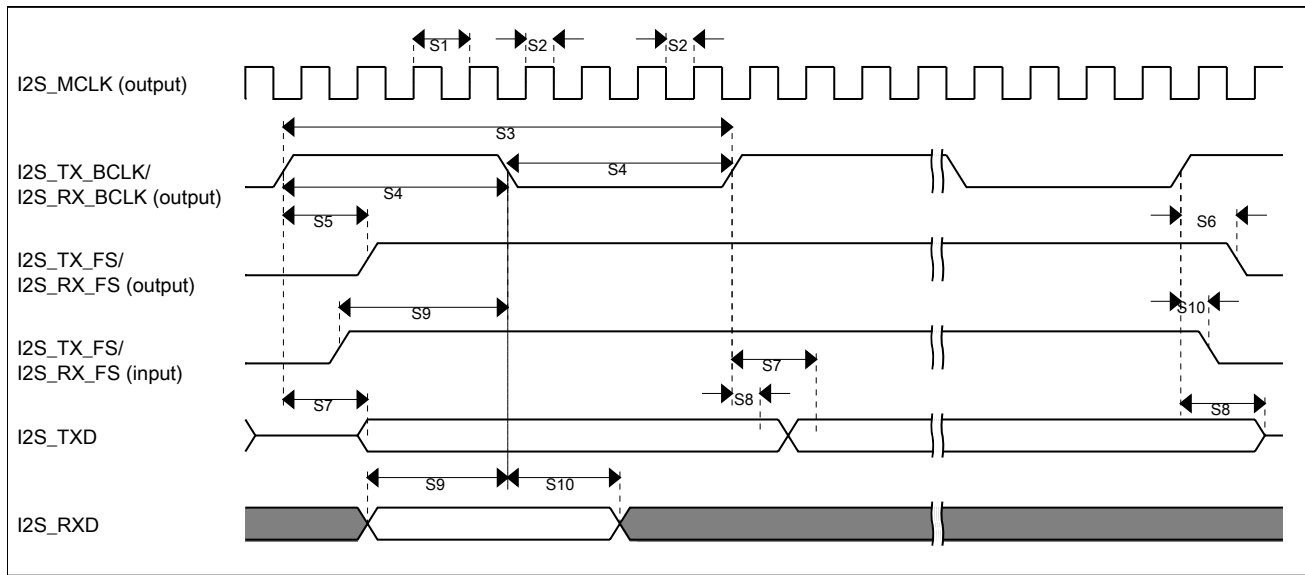 S1
S2
S2
I2S_MCLK (output)
S3
I2S_TX_BCLK/
I2S_RX_BCLK (output)
S4
S4
S5
S6
I2S_TX_FS/
I2S_RX_FS (output)
S9
S10
I2S_TX_FS/
I2S_RX_FS (input)
S7
S7
S8
S8
I2S_TXD
S9
S10
I2S_RXD